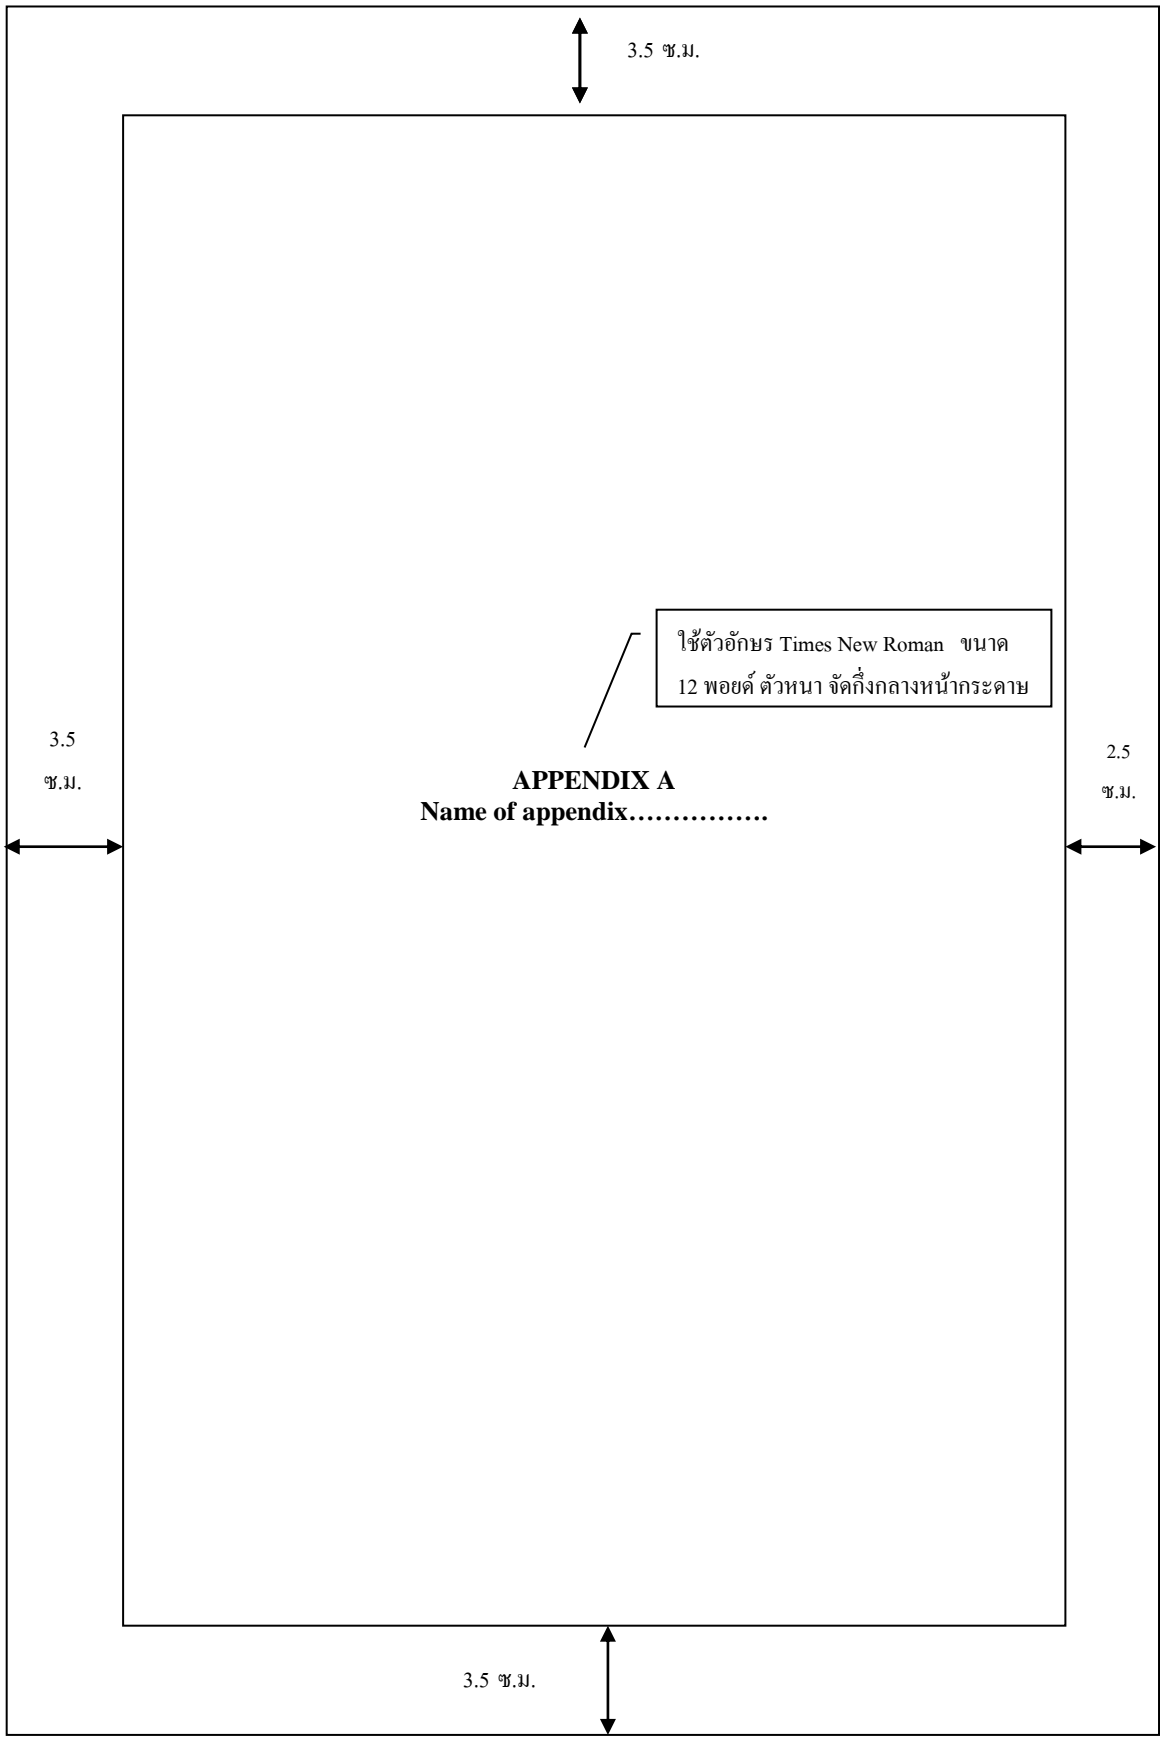 3.5 ซ.ม.
ใช้ตัวอักษร Times New Roman ขนาด
12 พอยด์ ตัวหนา จัดกึ่งกลางหน้ากระดาษ
3.5
ซ.ม.
2.5
ซ.ม.
APPENDIX A
Name of appendix…………….
3.5 ซ.ม.